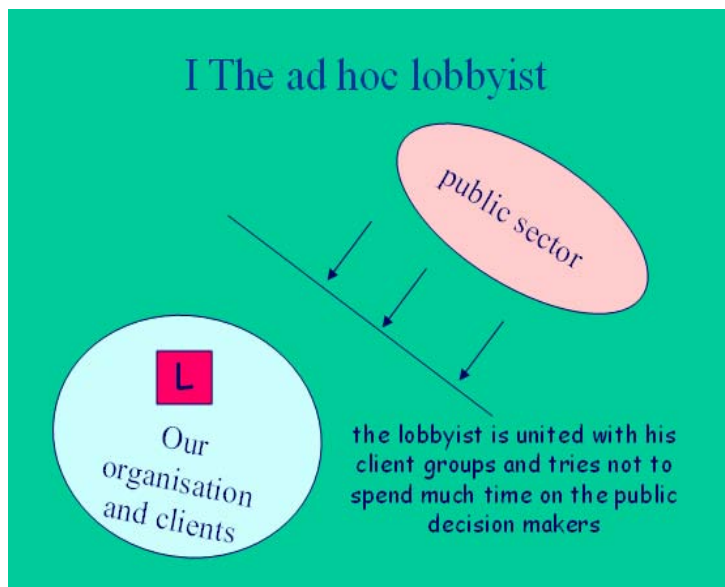 I The ad hoc lobbyist
public sector
L
Our
organisation
and clients
the lobbyist is united with his
client groups and tries not to
spend much time on the public
decision makers